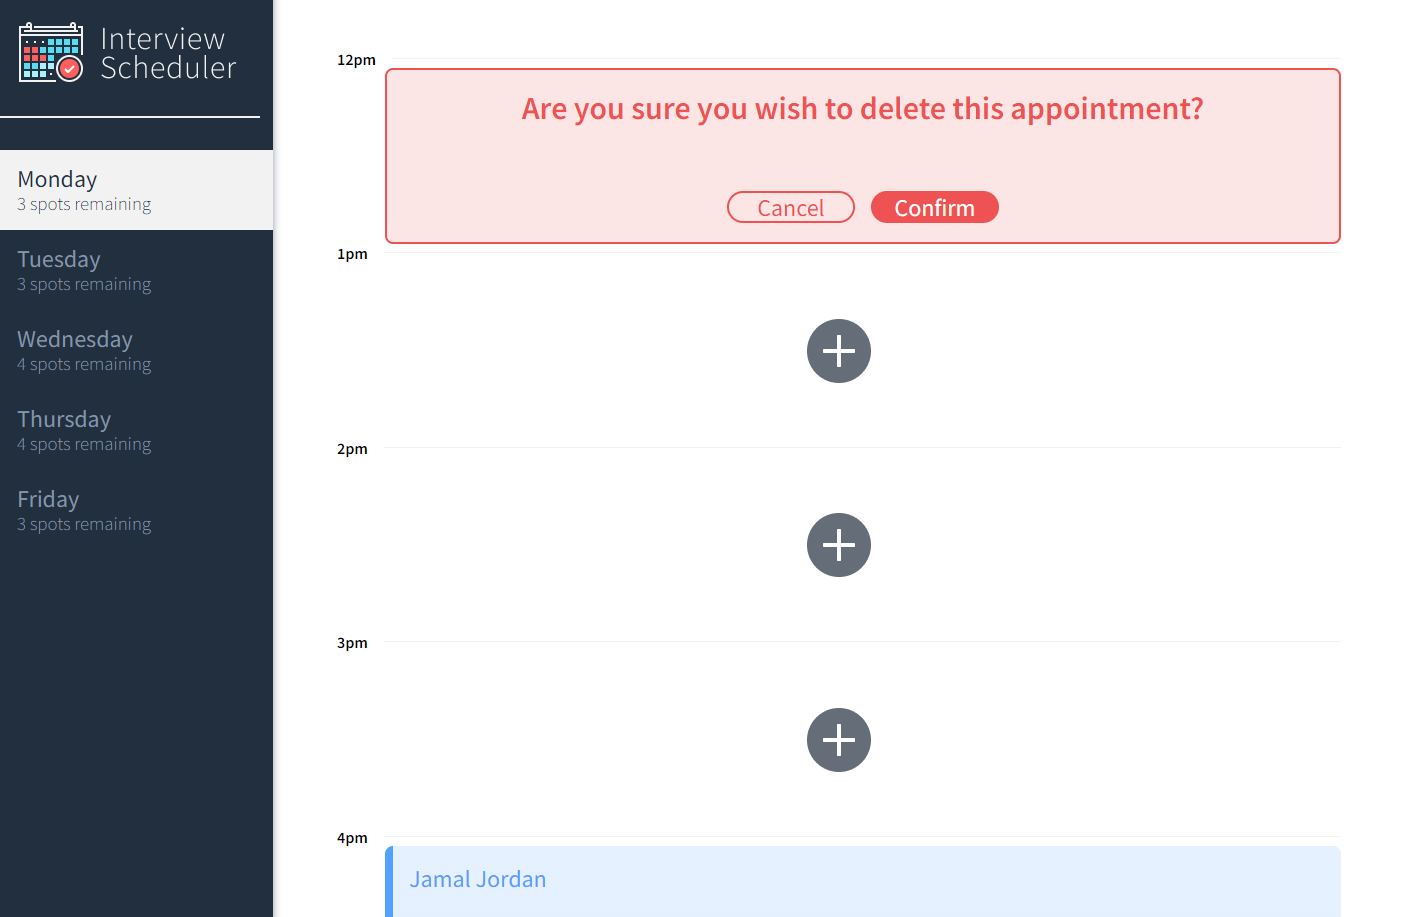 Interview
Scheduler
Monday
3 spots remaining
Tuesday
3 spots remaining
Wednesday
4 spots remaining
Thursday
4 spots remaining
Friday
3 spots remaining
12pm
Are you sure you wish to delete this appointment?
Cancel Confirm
1pm
2pm
3pm
4pm
Jamal Jordan